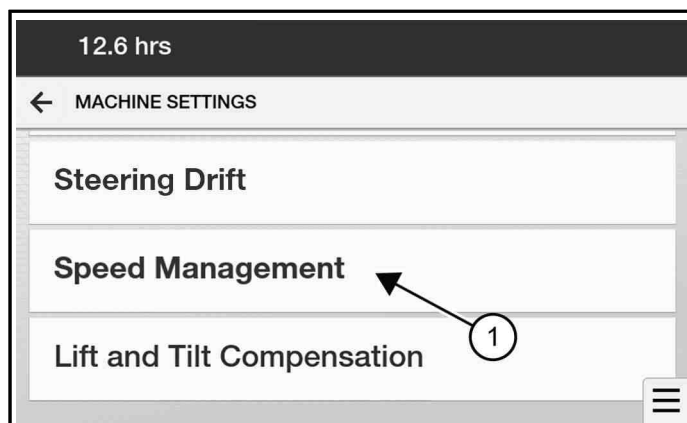 12.6 hrs
MACHINE SETTINGS
Steering Drift
Speed Management
1
Lift and Tilt Compensation